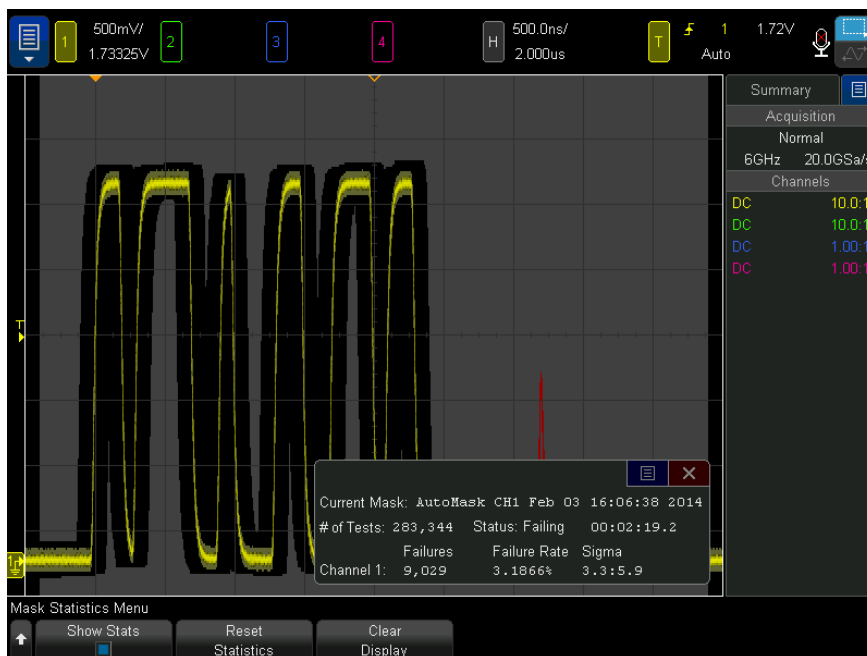 1 500mV/ 1.73325V 2 3 4 H 500.0ns/ 2.000us T 1 1.72V Auto
Summary
Acquisition
Normal
6GHz 20.0GSa/s
Channels
DC 10.0:1
DC 10.0:1
DC 1.00:1
DC 1.00:1
T
1
Current Mask: AutoMask CH1 Feb 03 16:06:38 2014
# of Tests: 283,344 Status: Failing 00:02:19.2
Failures Failure Rate Sigma
Channel 1: 9,029 3.1866% 3.3:5.9
Mask Statistics Menu
Show Stats Reset Statistics Clear Display